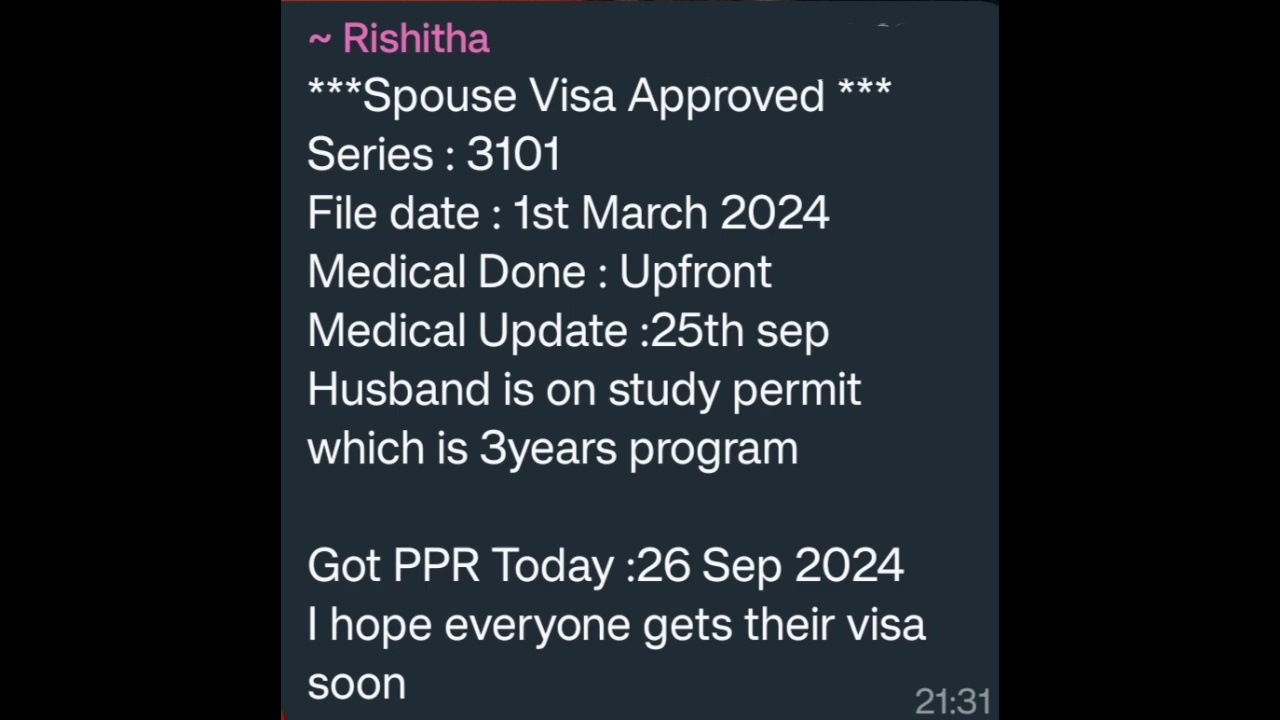 ~ Rishitha
***Spouse Visa Approved ***
Series : 3101
File date : 1st March 2024
Medical Done : Upfront
Medical Update :25th sep
Husband is on study permit
which is 3years program
Got PPR Today :26 Sep 2024
I hope everyone gets their visa
soon
21:31